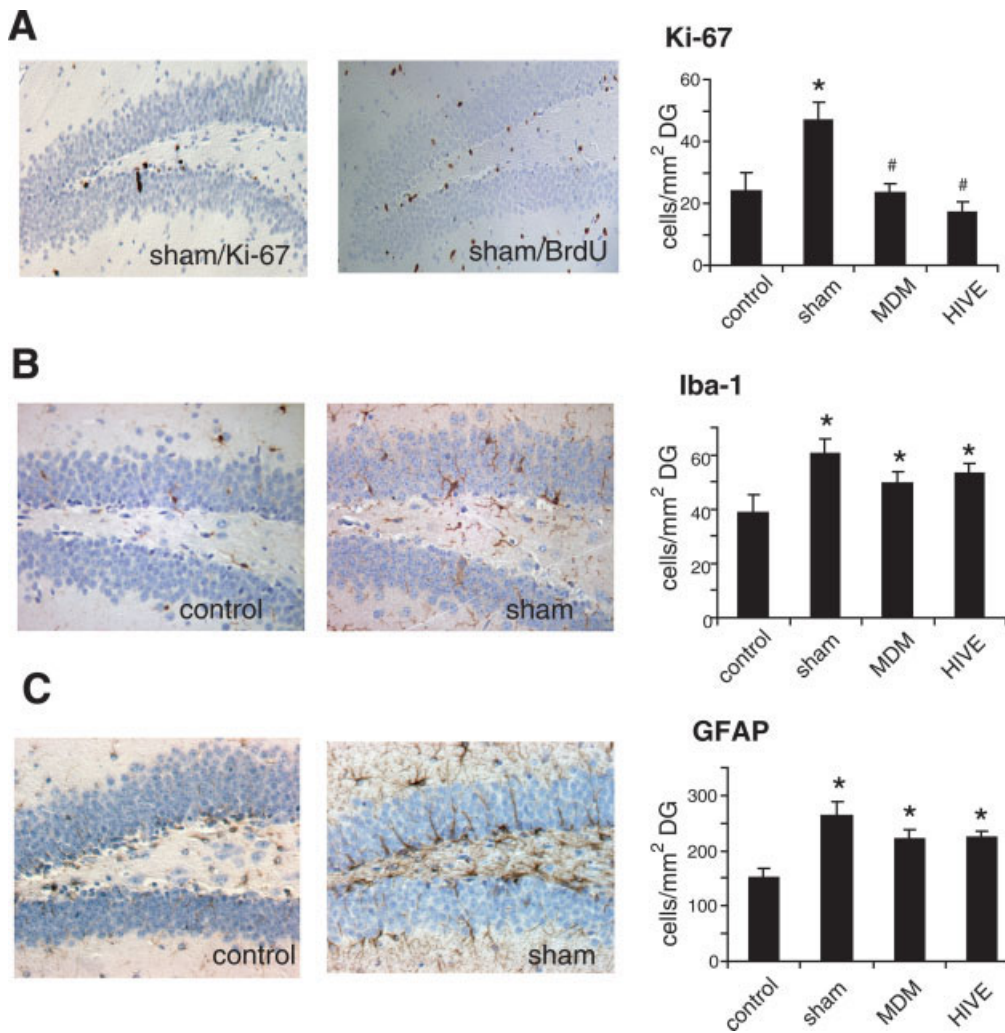 A
sham/Ki-67
sham/BrdU
Ki-67
cells/mm² DG
60
40
20
0
*
#
#
control
sham
MDM
HIVE
B
control
sham
Iba-1
cells/mm² DG
60
40
20
0
*
*
*
control
sham
MDM
HIVE
C
control
sham
GFAP
cells/mm² DG
300
200
100
0
*
*
*
control
sham
MDM
HIVE